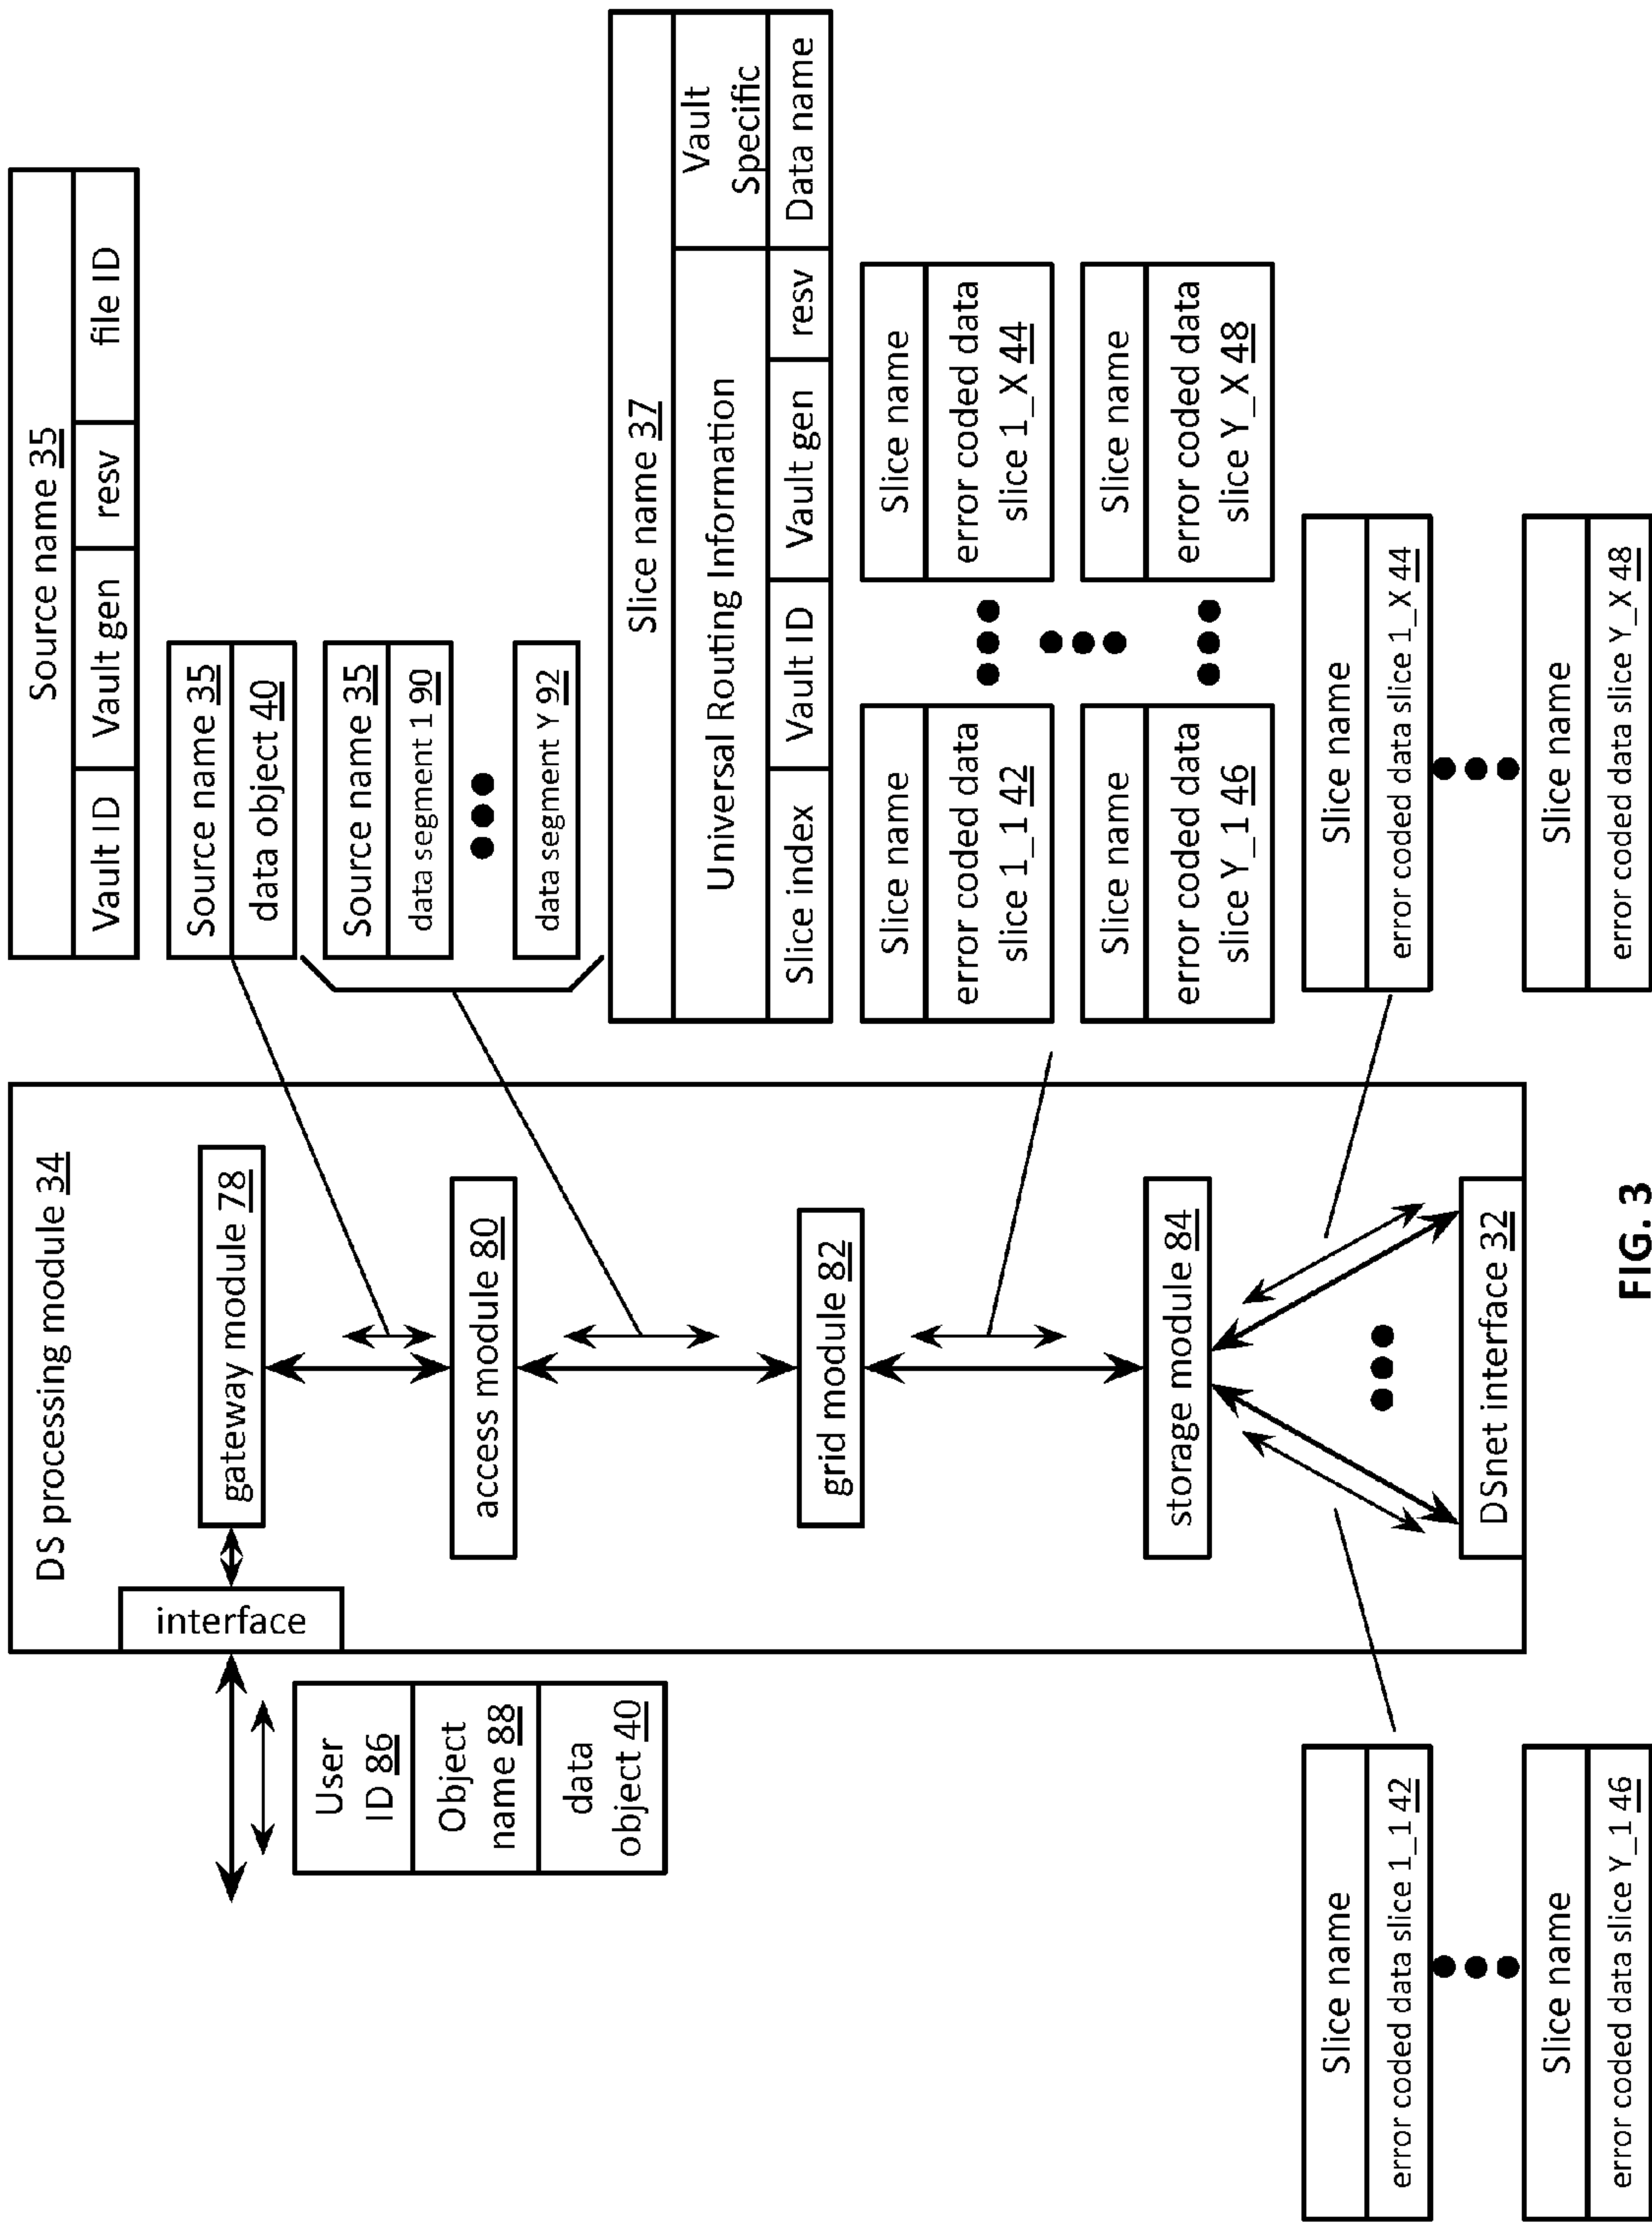 DS processing module 34
interface
gateway module 78
access module 80
grid module 82
storage module 84
DSnet interface 32
User
ID 86
Object
name 88
data
object 40
Source name 35
Vault ID
Vault gen
resv
file ID
Source name 35
data object 40
Source name 35
data segment 1 90
data segment Y 92
Slice name 37
Universal Routing Information
Vault
Specific
Slice index
Vault ID
Vault gen
resv
Data name
Slice name
error coded data
slice 1_1 42
Slice name
error coded data
slice 1_X 44
Slice name
error coded data
slice Y_1 46
Slice name
error coded data
slice Y_X 48
Slice name
error coded data slice 1_1 42
Slice name
error coded data slice Y_1 46
Slice name
error coded data slice 1_X 44
Slice name
error coded data slice Y_X 48
FIG. 3